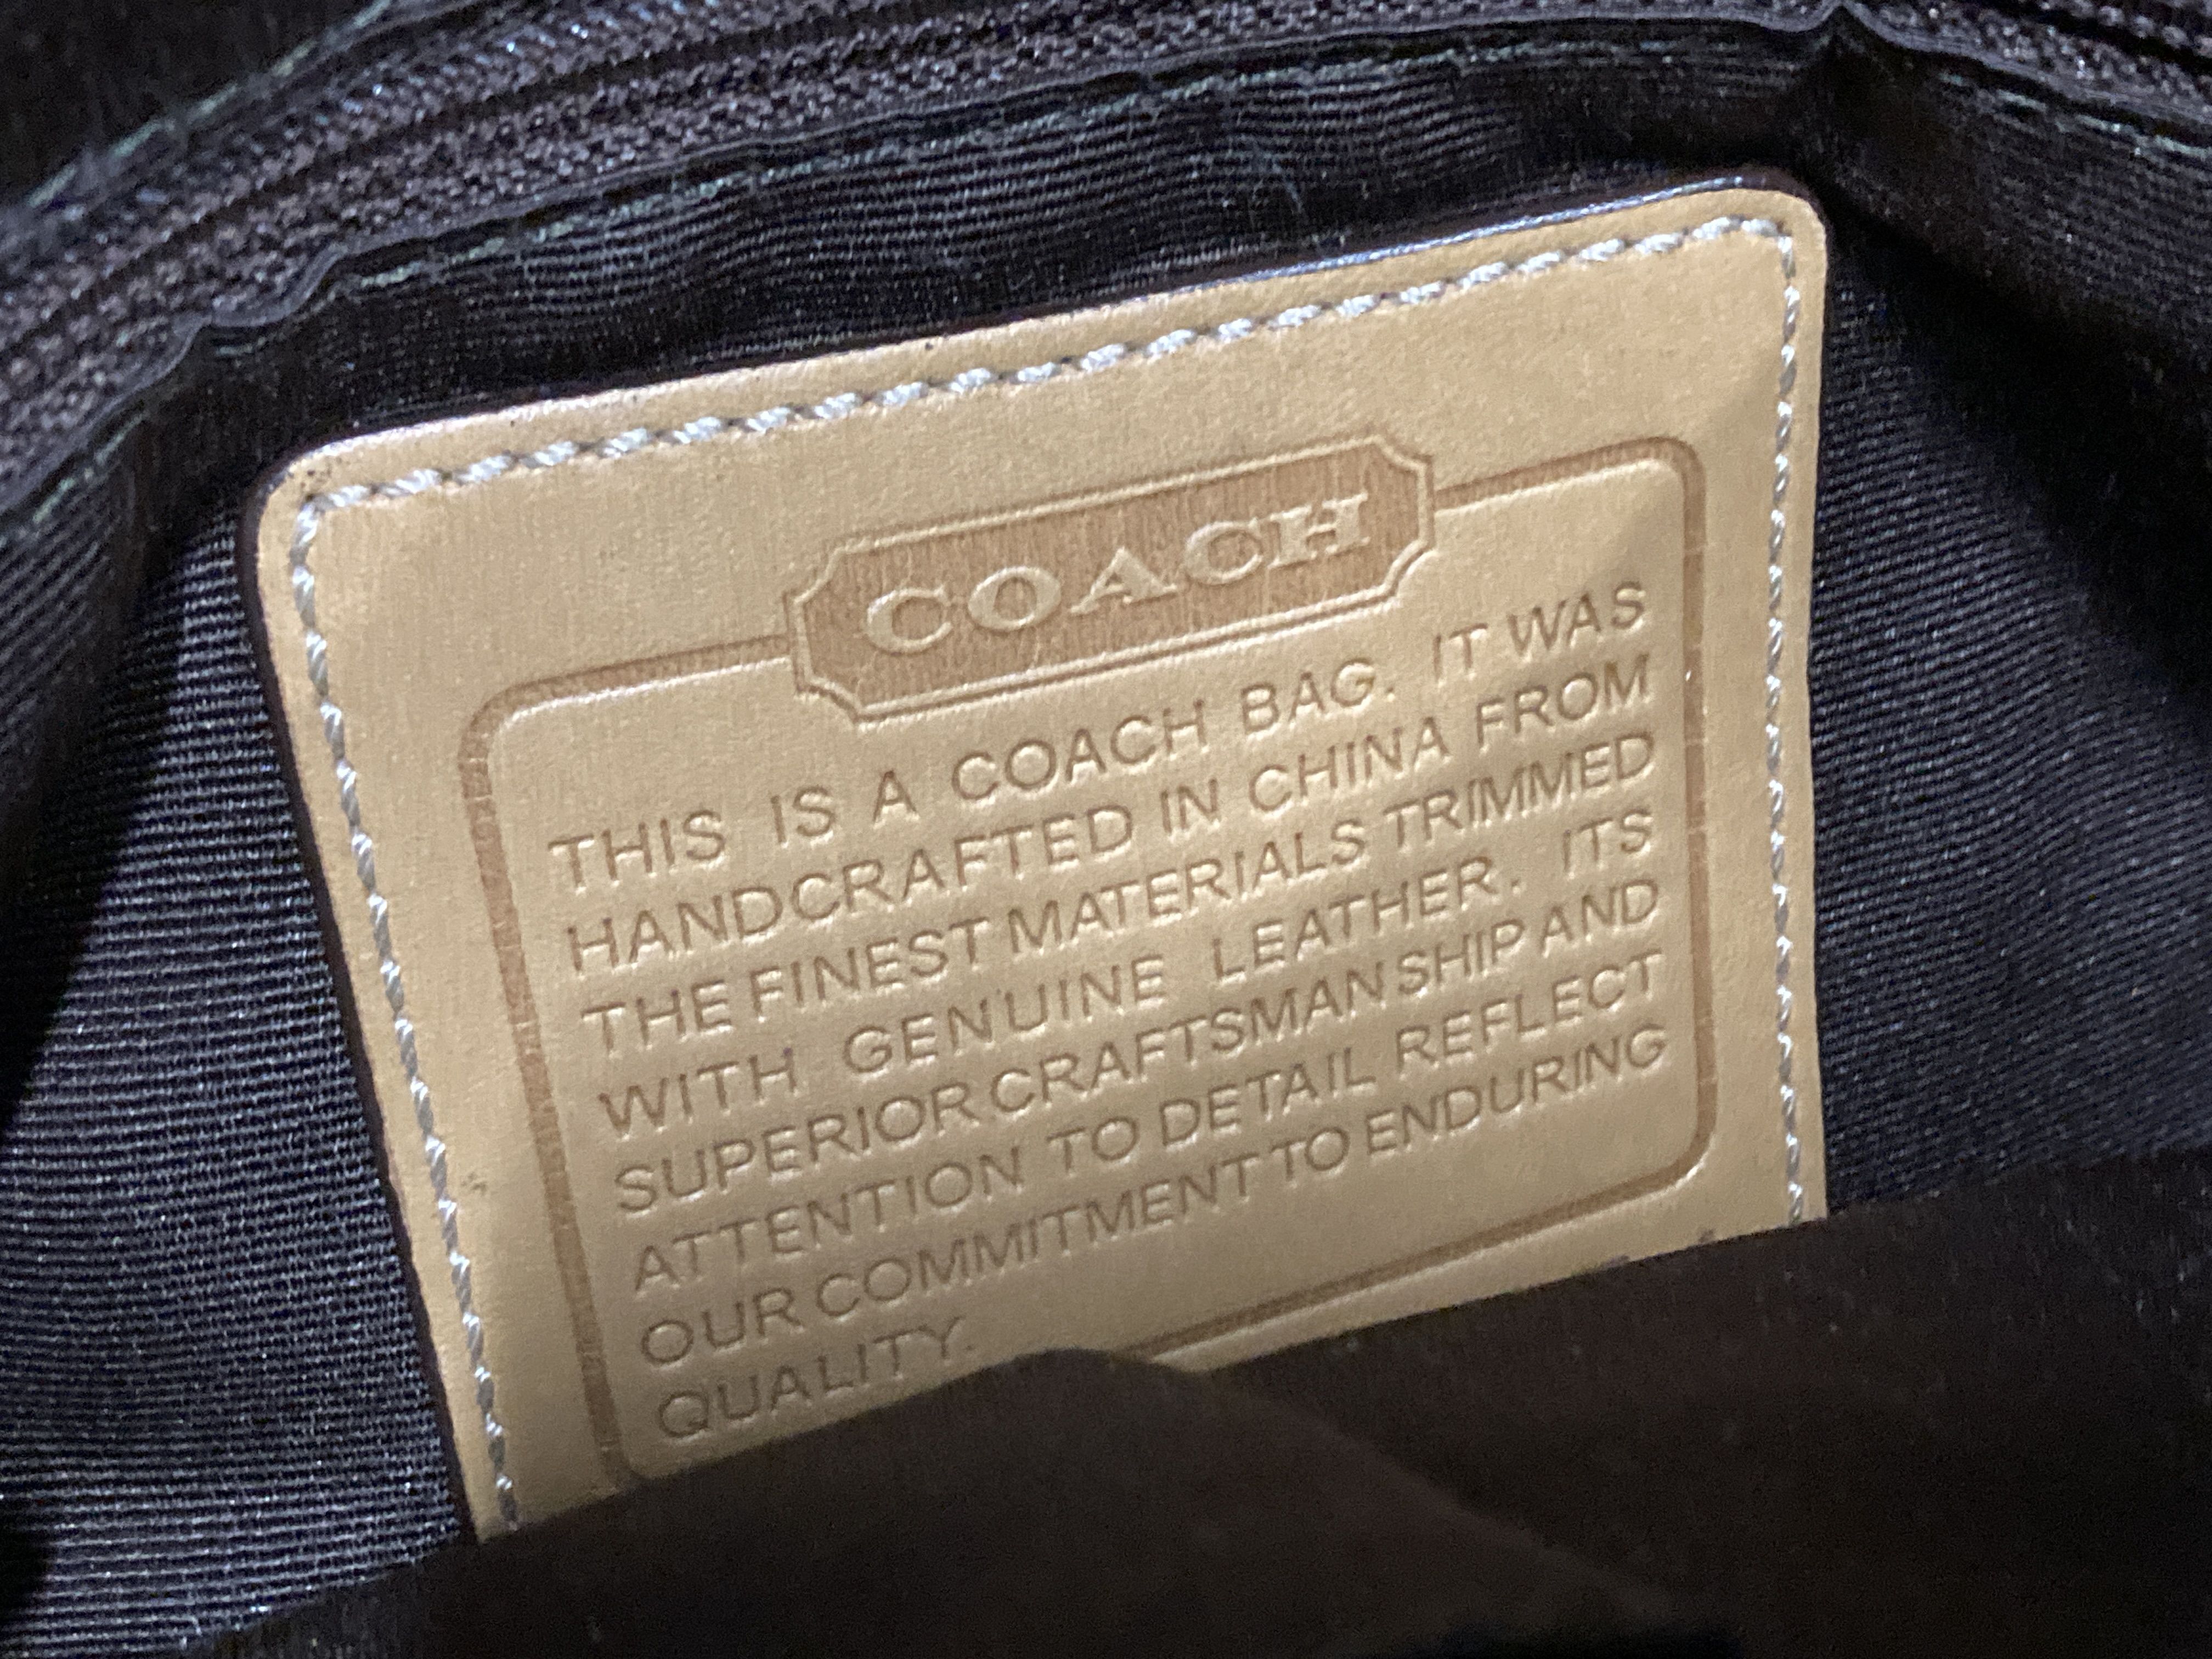 COACH
THIS IS A COACH BAG. IT WAS
HANDCRAFTED IN CHINA FROM
THE FINEST MATERIALS TRIMMED
WITH GENUINE LEATHER. ITS
SUPERIOR CRAFTSMANSHIP AND
ATTENTION TO DETAIL REFLECT
OUR COMMITMENT TO ENDURING
QUALITY.